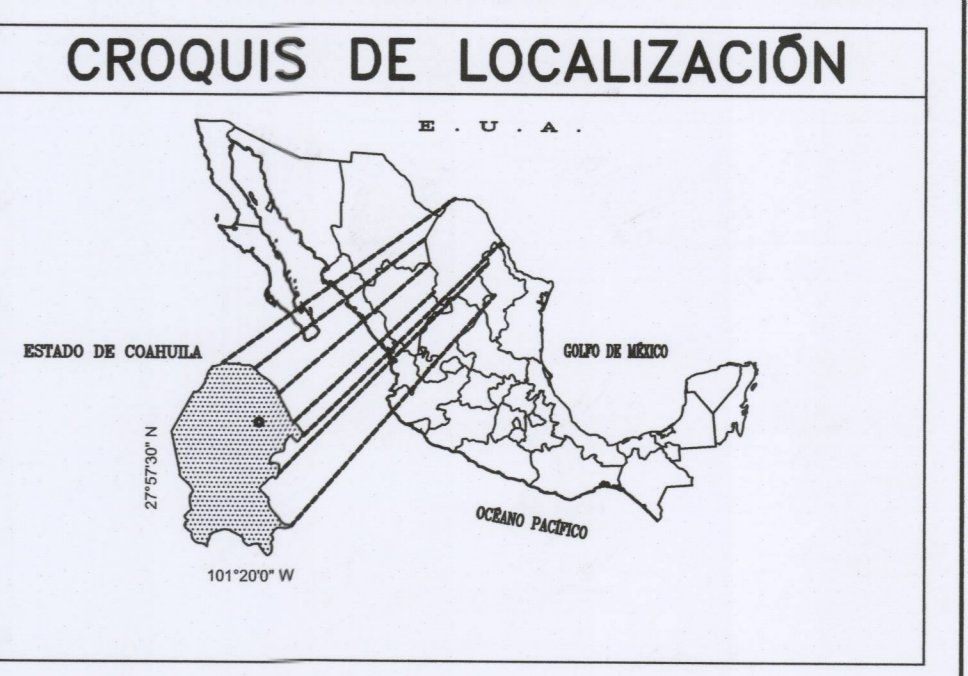 CROQUIS DE LOCALIZACIÓN
E . U . A .
ESTADO DE COAHUILA
GOLFO DE MÉXICO
27°57'30" N
OCÉANO PACÍFICO
101°20'0" W